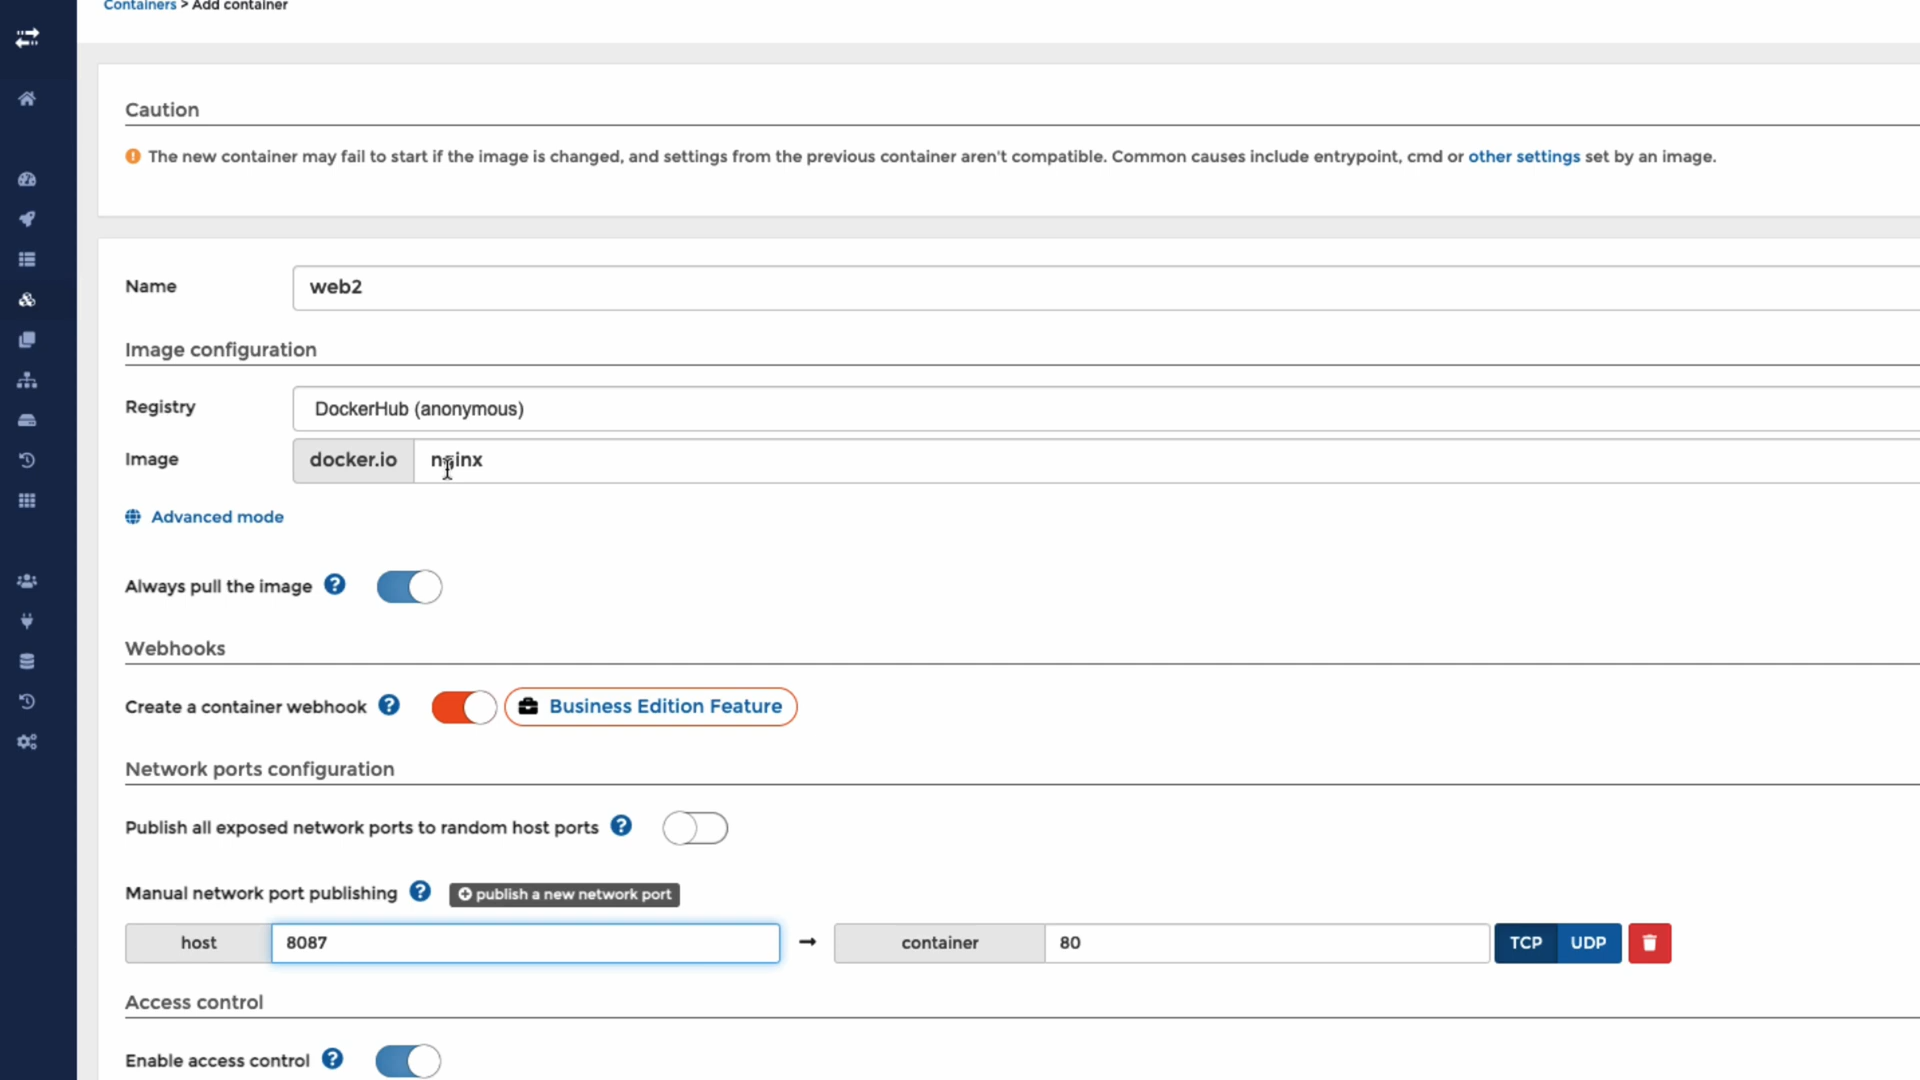 Containers > Add container
Caution
The new container may fail to start if the image is changed, and settings from the previous container aren't compatible. Common causes include entrypoint, cmd or other settings set by an image.
Name web2
Image configuration
Registry DockerHub (anonymous)
Image docker.io nginx
Advanced mode
Always pull the image
Webhooks
Create a container webhook Business Edition Feature
Network ports configuration
Publish all exposed network ports to random host ports
Manual network port publishing publish a new network port
host 8087 → container 80 TCP UDP
Access control
Enable access control